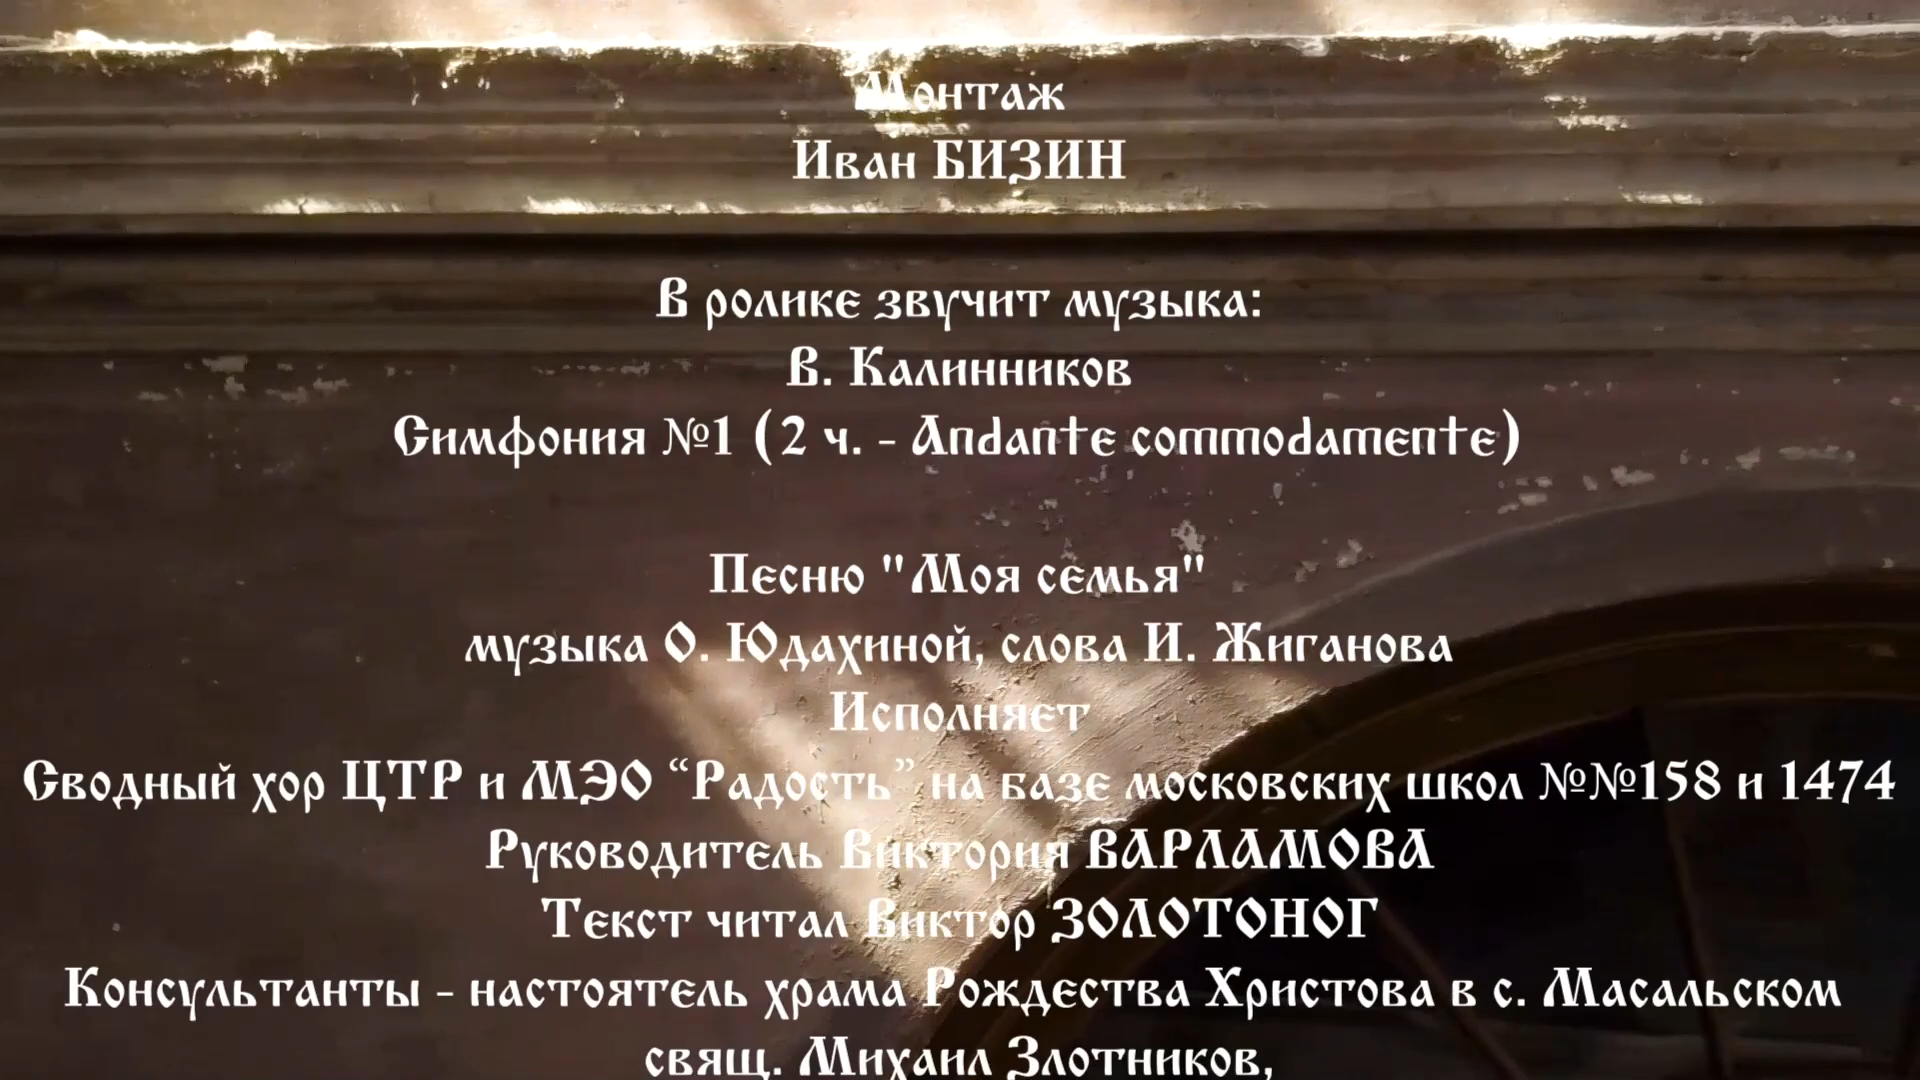 Монтаж
Иван БИЗИН
В ролике звучит музыка:
В. Калинников
Симфония №1 (2 ч. - Andante commodamente)
Песню "Моя семья"
музыка О. Юдахиной, слова И. Жиганова
Исполняет
Сводный хор ЦТР и МЭО “Радость” на базе московских школ №№158 и 1474
Руководитель Виктория ВАРЛАМОВА
Текст читал Виктор ЗОЛОТОНОГ
Консультанты - настоятель храма Рождества Христова в с. Масальском
свящ. Михаил Злотников,